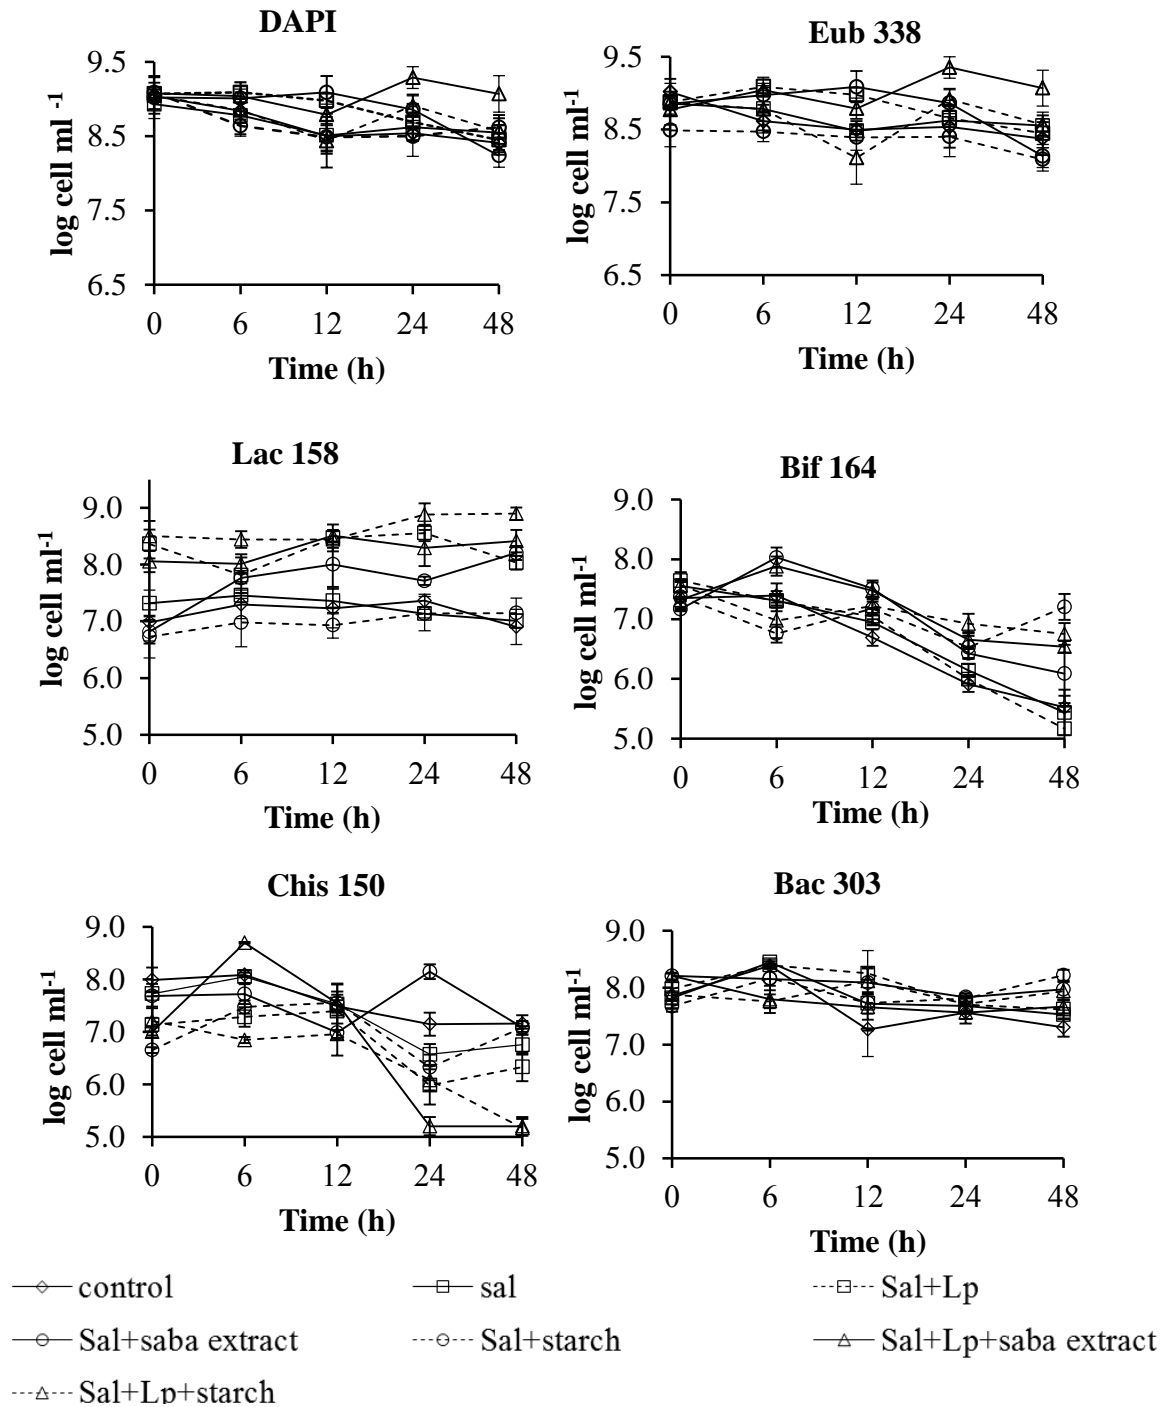 DAPI
log cell ml -1
9.5
8.5
7.5
6.5
0 6 12 24 48
Time (h)
Eub 338
log cell ml-1
9.5
8.5
7.5
6.5
0 6 12 24 48
Time (h)
Lac 158
log cell ml-1
9.0
8.0
7.0
6.0
5.0
0 6 12 24 48
Time (h)
Bif 164
log cell ml-1
9.0
8.0
7.0
6.0
5.0
0 6 12 24 48
Time (h)
Chis 150
log cell ml-1
9.0
8.0
7.0
6.0
5.0
0 6 12 24 48
Time (h)
Bac 303
log cell ml-1
9.0
8.0
7.0
6.0
5.0
0 6 12 24 48
Time (h)
control sal Sal+Lp
Sal+saba extract Sal+starch Sal+Lp+saba extract
Sal+Lp+starch